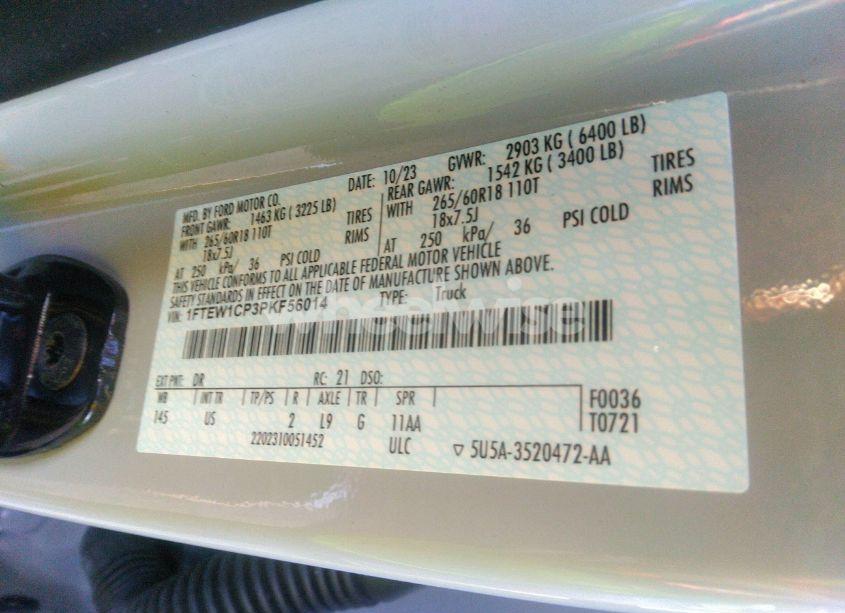 MFD. BY FORD MOTOR CO. DATE: 10/23 GVWR: 2903 KG ( 6400 LB)
FRONT GAWR: 1463 KG ( 3225 LB) REAR GAWR: 1542 KG ( 3400 LB)
WITH 265/60R18 110T TIRES WITH 265/60R18 110T TIRES
18x7.5J RIMS 18x7.5J RIMS
AT 250 kPa/ 36 PSI COLD AT 250 kPa/ 36 PSI COLD
THIS VEHICLE CONFORMS TO ALL APPLICABLE FEDERAL MOTOR VEHICLE
SAFETY STANDARDS IN EFFECT ON THE DATE OF MANUFACTURE SHOWN ABOVE.
VIN: 1FTEW1CP3PKF56014 TYPE: Truck
wheelwise
EXT PNT: DR RC: 21 DSO:
WB INT TR TP/PS R AXLE TR SPR F0036
145 US 2 L9 G 11AA T0721
2202310051452 ULC ▽ 5U5A-3520472-AA